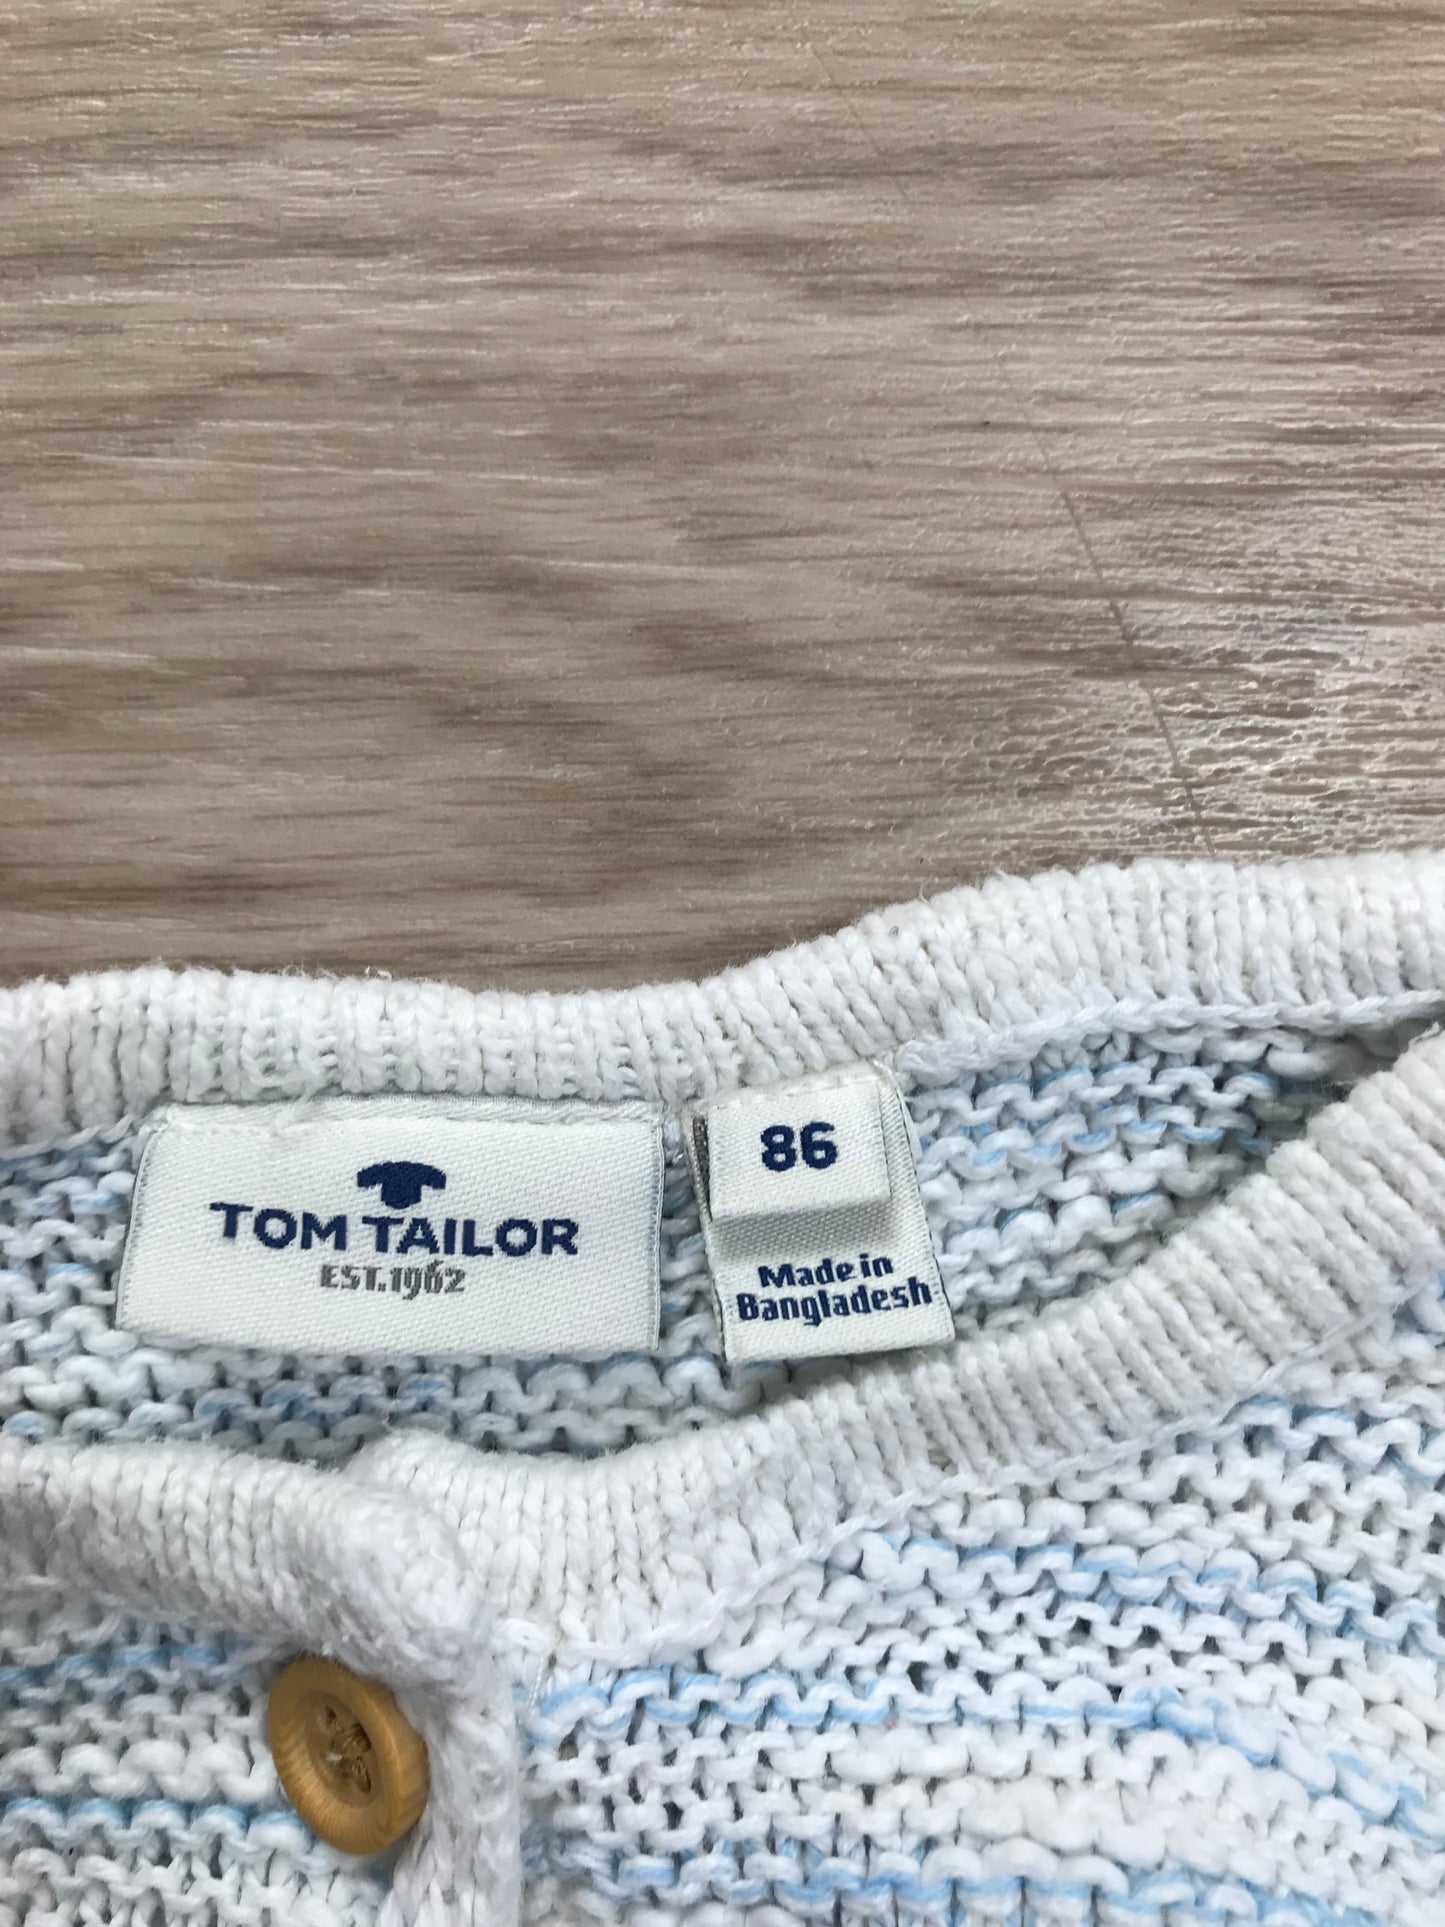 TOM TAILOR
EST.1962
86
Made in
Bangladesh